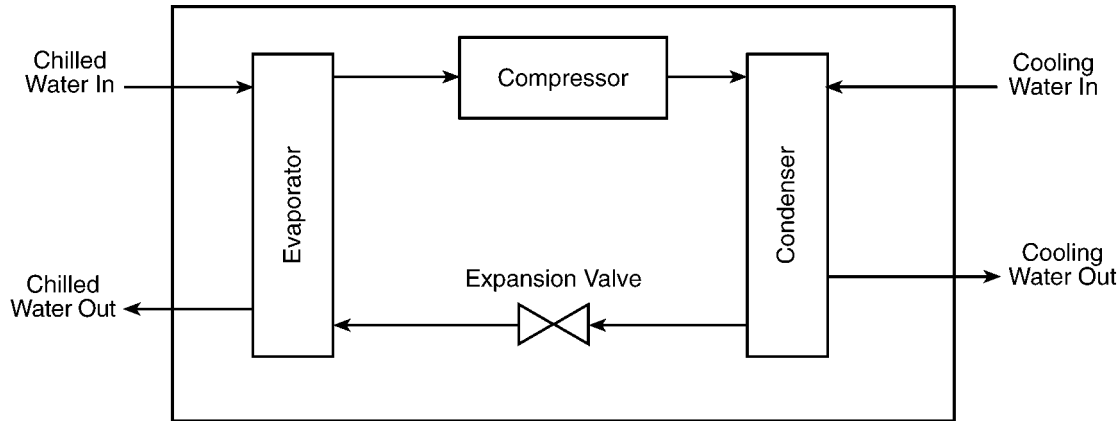 Chilled
Water In
Compressor
Cooling
Water In
Evaporator
Condenser
Chilled
Water Out
Expansion Valve
Cooling
Water Out